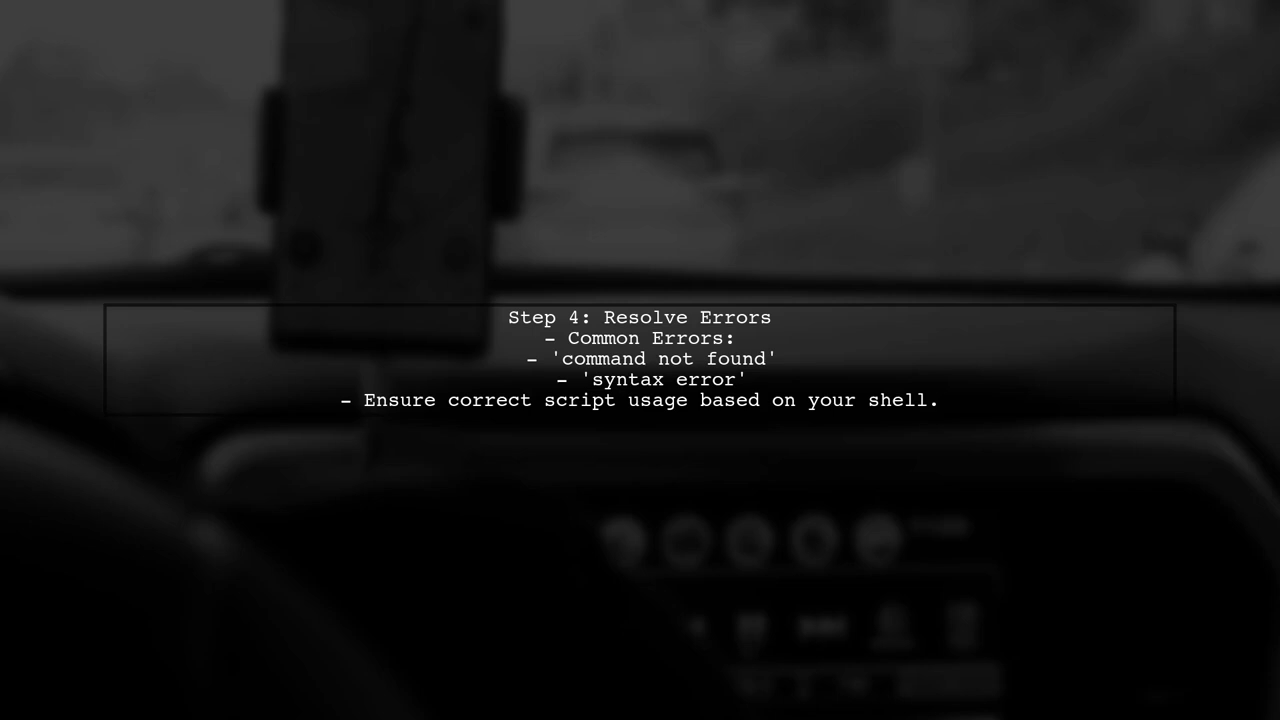 Step 4: Resolve Errors
- Common Errors:
- 'command not found'
- 'syntax error'
- Ensure correct script usage based on your shell.